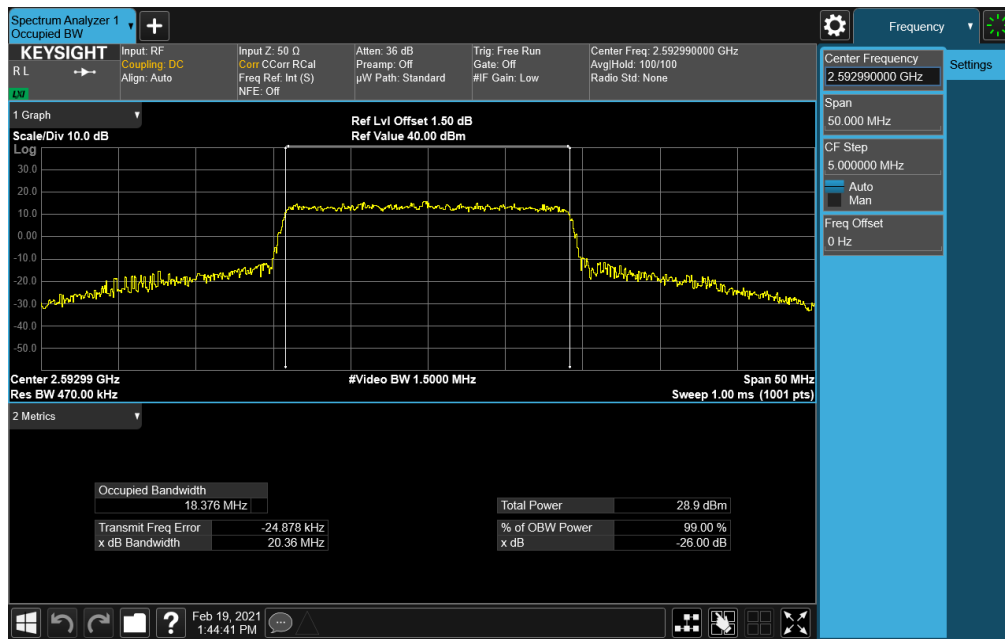 Spectrum Analyzer 1
Occupied BW
Frequency
KEYSIGHT
R L
LXI
Input: RF
Coupling: DC
Align: Auto
Input Z: 50 Ω
Corr CCorr RCal
Freq Ref: Int (S)
NFE: Off
Atten: 36 dB
Preamp: Off
µW Path: Standard
Trig: Free Run
Gate: Off
#IF Gain: Low
Center Freq: 2.592990000 GHz
Avg|Hold: 100/100
Radio Std: None
Center Frequency
2.592990000 GHz
Settings
Span
50.000 MHz
CF Step
5.000000 MHz
Auto
Man
Freq Offset
0 Hz
1 Graph
Scale/Div 10.0 dB
Ref Lvl Offset 1.50 dB
Ref Value 40.00 dBm
Log
30.0
20.0
10.0
0.00
-10.0
-20.0
-30.0
-40.0
-50.0
Center 2.59299 GHz
Res BW 470.00 kHz
#Video BW 1.5000 MHz
Span 50 MHz
Sweep 1.00 ms (1001 pts)
2 Metrics
Occupied Bandwidth
18.376 MHz
Transmit Freq Error -24.878 kHz
x dB Bandwidth 20.36 MHz
Total Power 28.9 dBm
% of OBW Power 99.00 %
x dB -26.00 dB
?
Feb 19, 2021
1:44:41 PM